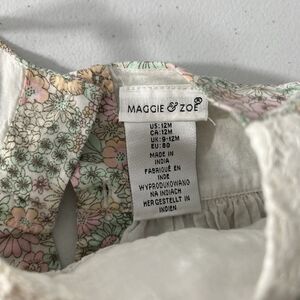 MAGGIE & ZOË
US: 12M
CA: 12M
UK: 9-12M
EU: 80
MADE IN
INDIA
FABRIQUÉ EN
INDE
WYPRODUKOWANO
NA INDIACH
HERGESTELLT IN
INDIEN